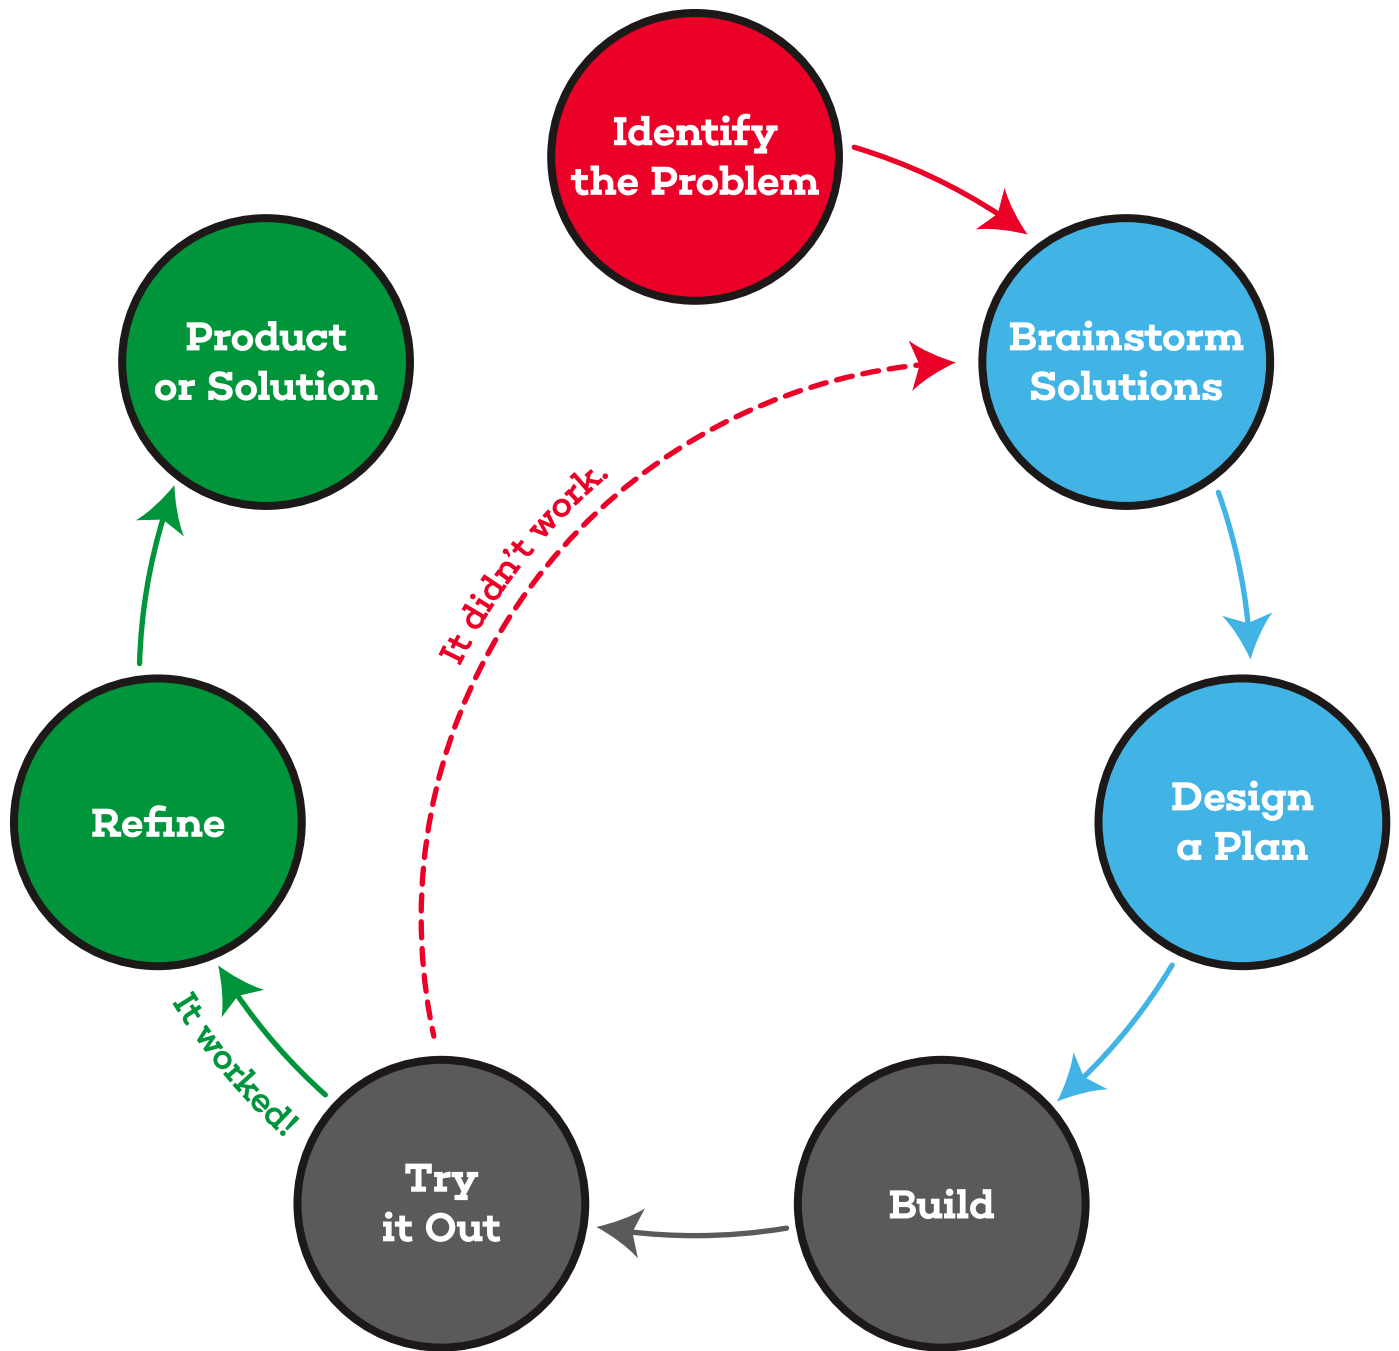 Identify
the Problem
Brainstorm
Solutions
Design
a Plan
Build
Try
it Out
It didn't work.
It worked!
Refine
Product
or Solution